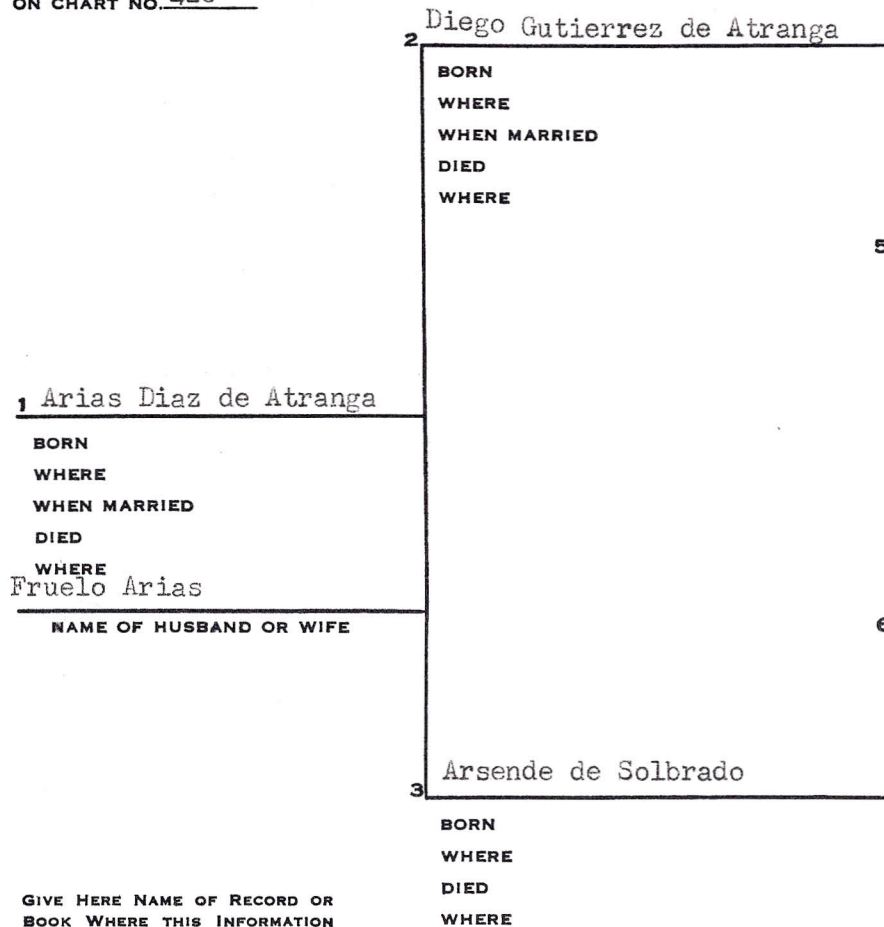 ON CHART NO.
2 Diego Gutierrez de Atranga
BORN
WHERE
WHEN MARRIED
DIED
WHERE
5
1 Arias Diaz de Atranga
BORN
WHERE
WHEN MARRIED
DIED
WHERE
Fruelo Arias
NAME OF HUSBAND OR WIFE
6
3 Arsende de Solbrado
BORN
WHERE
DIED
WHERE
GIVE HERE NAME OF RECORD OR
BOOK WHERE THIS INFORMATION